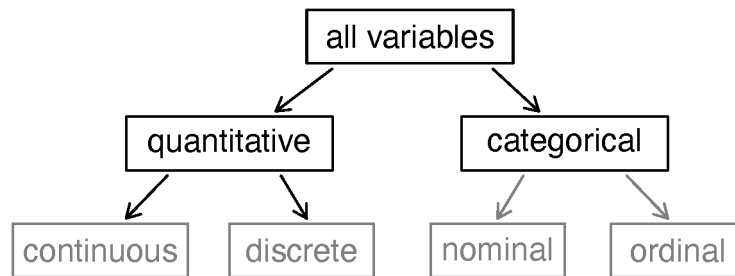 all variables
quantitative
categorical
continuous
discrete
nominal
ordinal